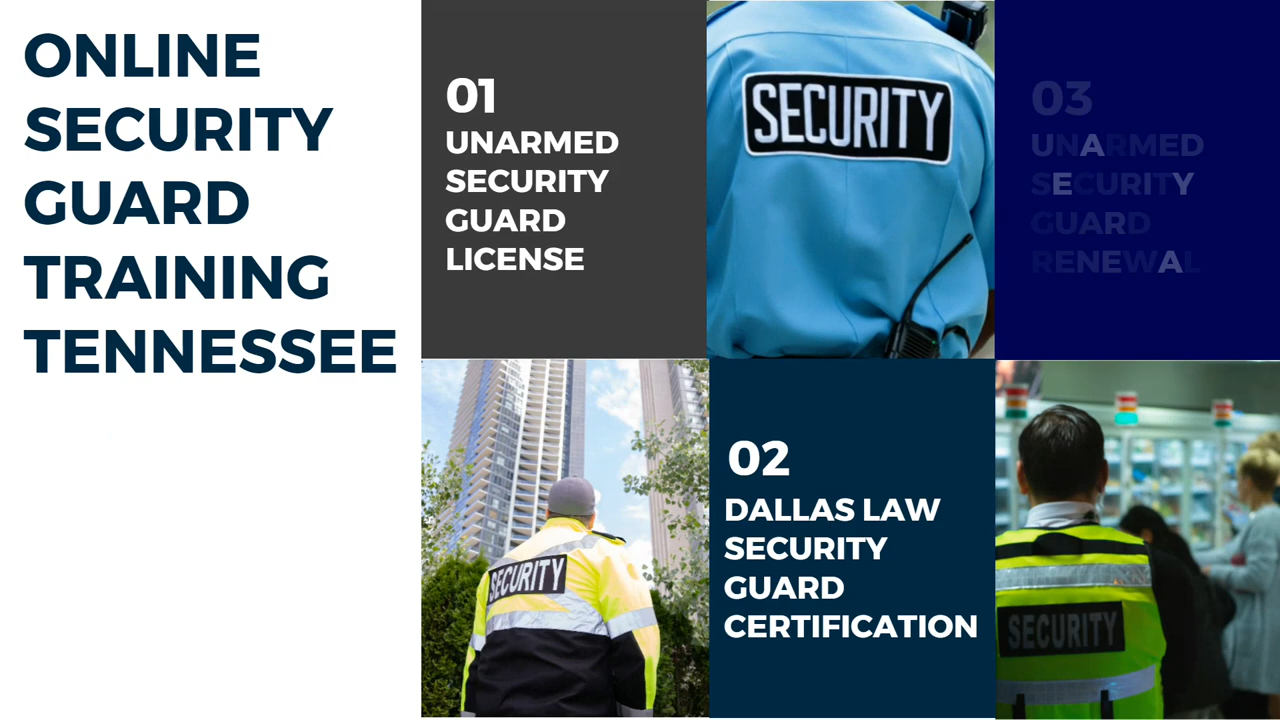 ONLINE
SECURITY
GUARD
TRAINING
TENNESSEE
01
UNARMED
SECURITY
GUARD
LICENSE
SECURITY
03
UNARMED
SECURITY
GUARD
RENEWAL
SECURITY
02
DALLAS LAW
SECURITY
GUARD
CERTIFICATION
SECURITY